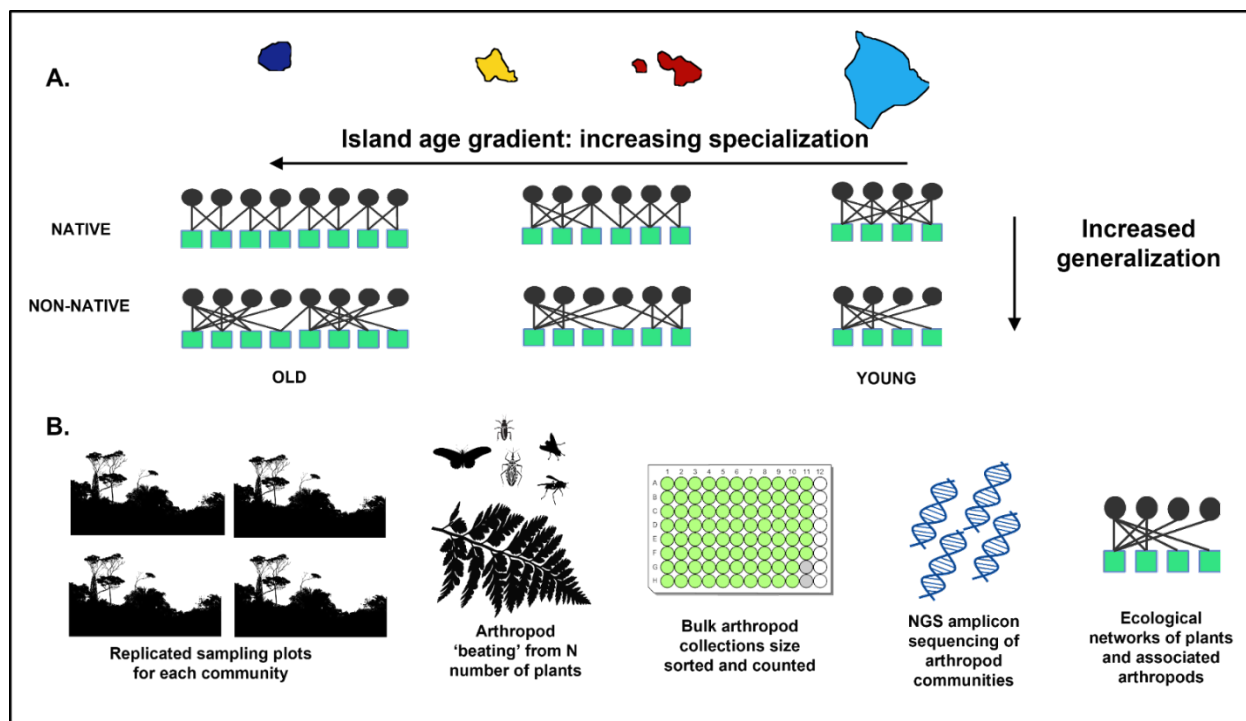 A.
Island age gradient: increasing specialization
NATIVE
Increased
generalization
NON-NATIVE
OLD
YOUNG
B.
Replicated sampling plots
for each community
Arthropod
‘beating’ from N
number of plants
1 2 3 4 5 6 7 8 9 10 11 12
A
B
C
D
E
F
G
H
Bulk arthropod
collections size
sorted and counted
NGS amplicon
sequencing of
arthropod
communities
Ecological
networks of plants
and associated
arthropods